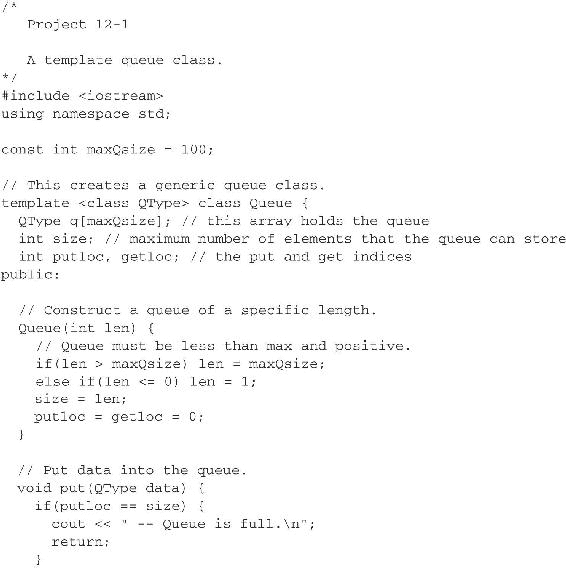 /*
   Project 12-1

   A template queue class.
*/
#include <iostream>
using namespace std;

const int maxQsize = 100;

// This creates a generic queue class.
template <class QType> class Queue {
  QType q[maxQsize]; // this array holds the queue
  int size; // maximum number of elements that the queue can store
  int putloc, getloc; // the put and get indices
public:

  // Construct a queue of a specific length.
  Queue(int len) {
    // Queue must be less than max and positive.
    if(len > maxQsize) len = maxQsize;
    else if(len <= 0) len = 1;
    size = len;
    putloc = getloc = 0;
  }

  // Put data into the queue.
  void put(QType data) {
    if(putloc == size) {
      cout << " -- Queue is full.\n";
      return;
    }